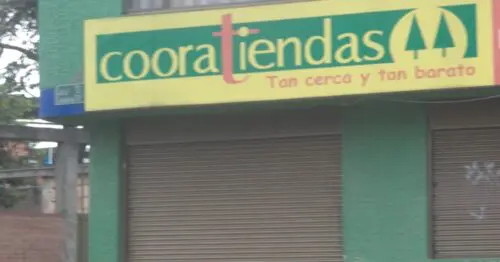 cooratiendas
Tan cerca y tan barato